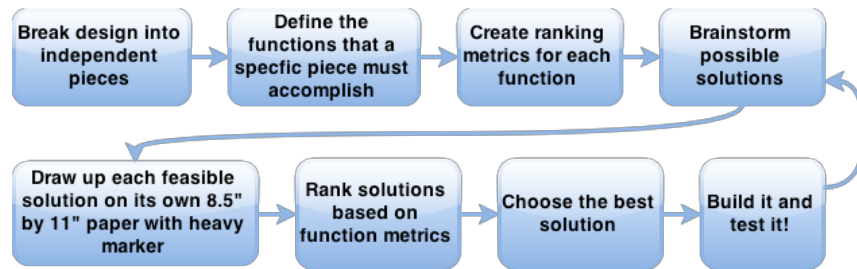 Break design into
independent
pieces
Define the
functions that a
specfic piece must
accomplish
Create ranking
metrics for each
function
Brainstorm
possible
solutions
Draw up each feasible
solution on its own 8.5"
by 11" paper with heavy
marker
Rank solutions
based on
function metrics
Choose the best
solution
Build it and
test it!